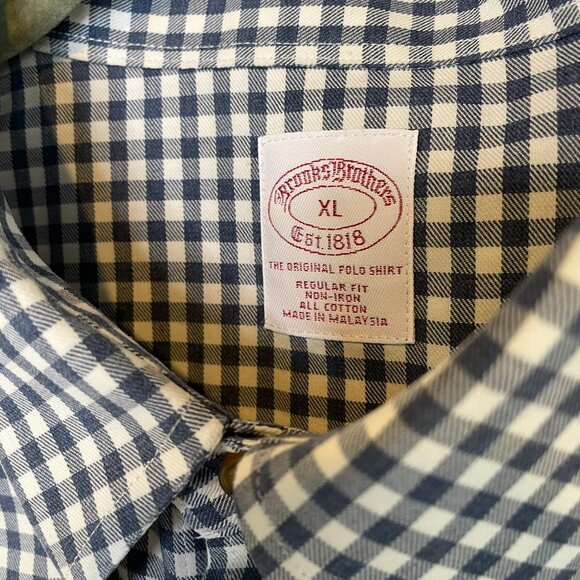 Brooks Brothers
XL
Est. 1818
THE ORIGINAL POLO SHIRT
REGULAR FIT
NON-IRON
ALL COTTON
MADE IN MALAYSIA